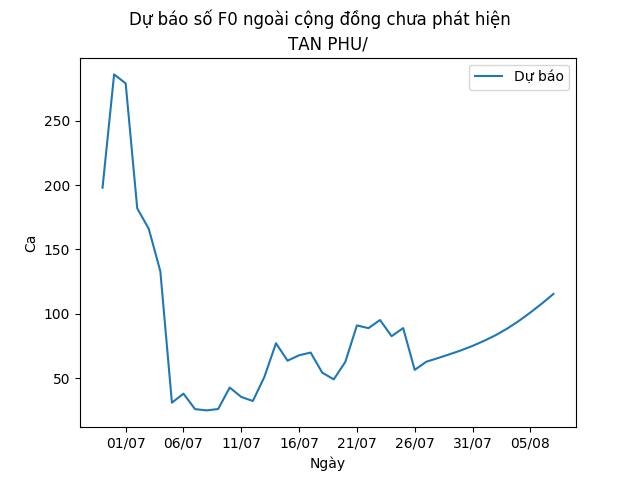 Dự báo số F0 ngoài cộng đồng chưa phát hiện
TAN PHU/
Dự báo
Ca
250
200
150
100
50
01/07 06/07 11/07 16/07 21/07 26/07 31/07 05/08
Ngày